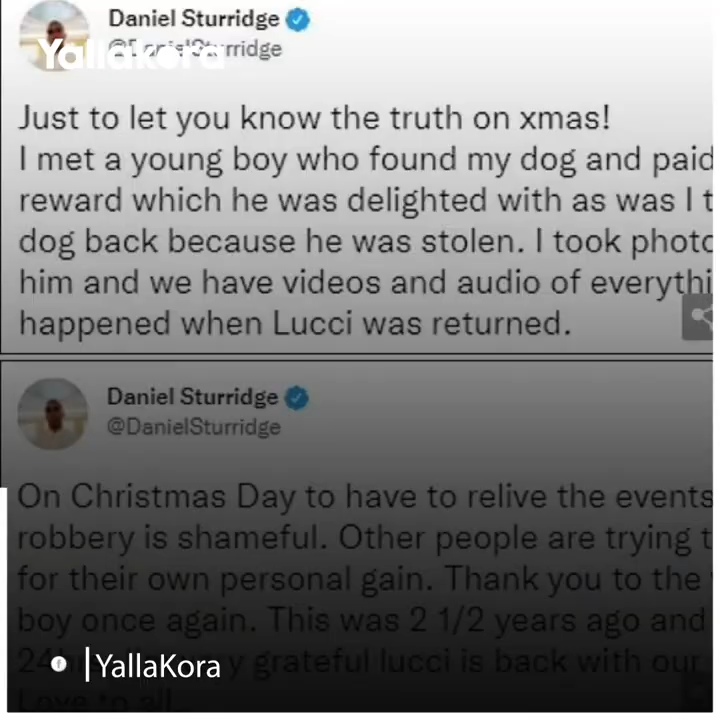 Daniel Sturridge
Yallakora
@DanielSturridge
Just to let you know the truth on xmas!
I met a young boy who found my dog and paid
reward which he was delighted with as was I t
dog back because he was stolen. I took photo
him and we have videos and audio of everythi
happened when Lucci was returned.
Daniel Sturridge
@DanielSturridge
On Christmas Day to have to relive the events
robbery is shameful. Other people are trying t
for their own personal gain. Thank you to the
boy once again. This was 2 1/2 years ago and
grateful lucci is back with our
YallaKora
Love to all